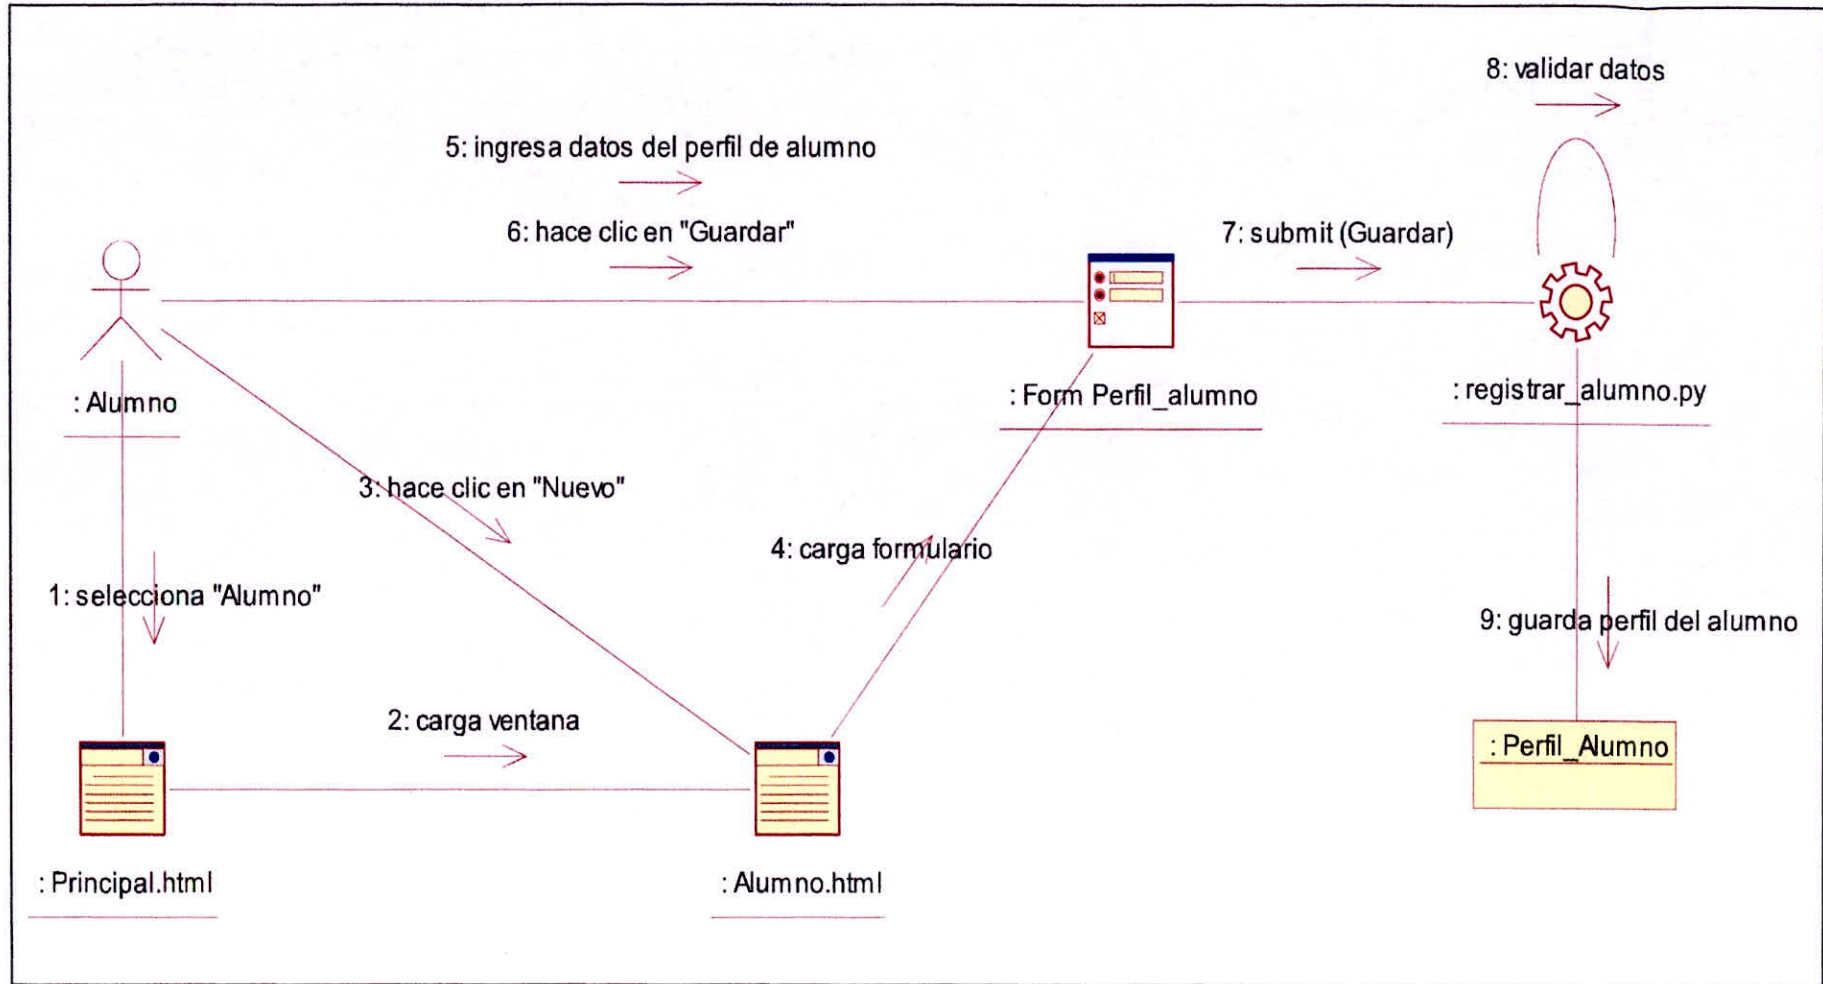 8: validar datos
5: ingresa datos del perfil de alumno
6: hace clic en "Guardar"
7: submit (Guardar)
: Alumno
: Form Perfil_alumno
: registrar_alumno.py
3: hace clic en "Nuevo"
4: carga formulario
1: selecciona "Alumno"
9: guarda perfil del alumno
2: carga ventana
: Perfil_Alumno
: Principal.html
: Alumno.html